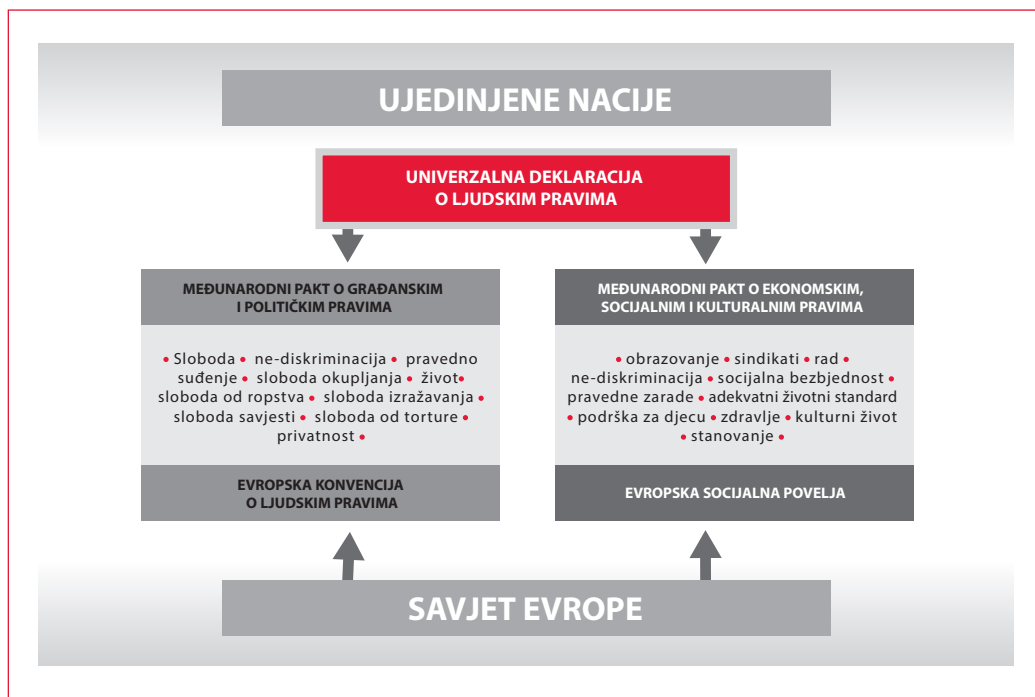 UJEDINJENE NACIJE
UNIVERZALNA DEKLARACIJA
O LJUDSKIM PRAVIMA
MEĐUNARODNI PAKT O GRAĐANSKIM
I POLITIČKIM PRAVIMA
• Sloboda • ne-diskriminacija • pravedno
suđenje • sloboda okupljanja • život•
sloboda od ropstva • sloboda izražavanja •
sloboda savjesti • sloboda od torture •
privatnost •
EVROPSKA KONVENCIJA
O LJUDSKIM PRAVIMA
MEĐUNARODNI PAKT O EKONOMSKIM,
SOCIJALNIM I KULTURALNIM PRAVIMA
• obrazovanje • sindikati • rad •
ne-diskriminacija • socijalna bezbjednost •
pravedne zarade • adekvatni životni standard
• podrška za djecu • zdravlje • kulturni život
• stanovanje •
EVROPSKA SOCIJALNA POVELJA
SAVJET EVROPE